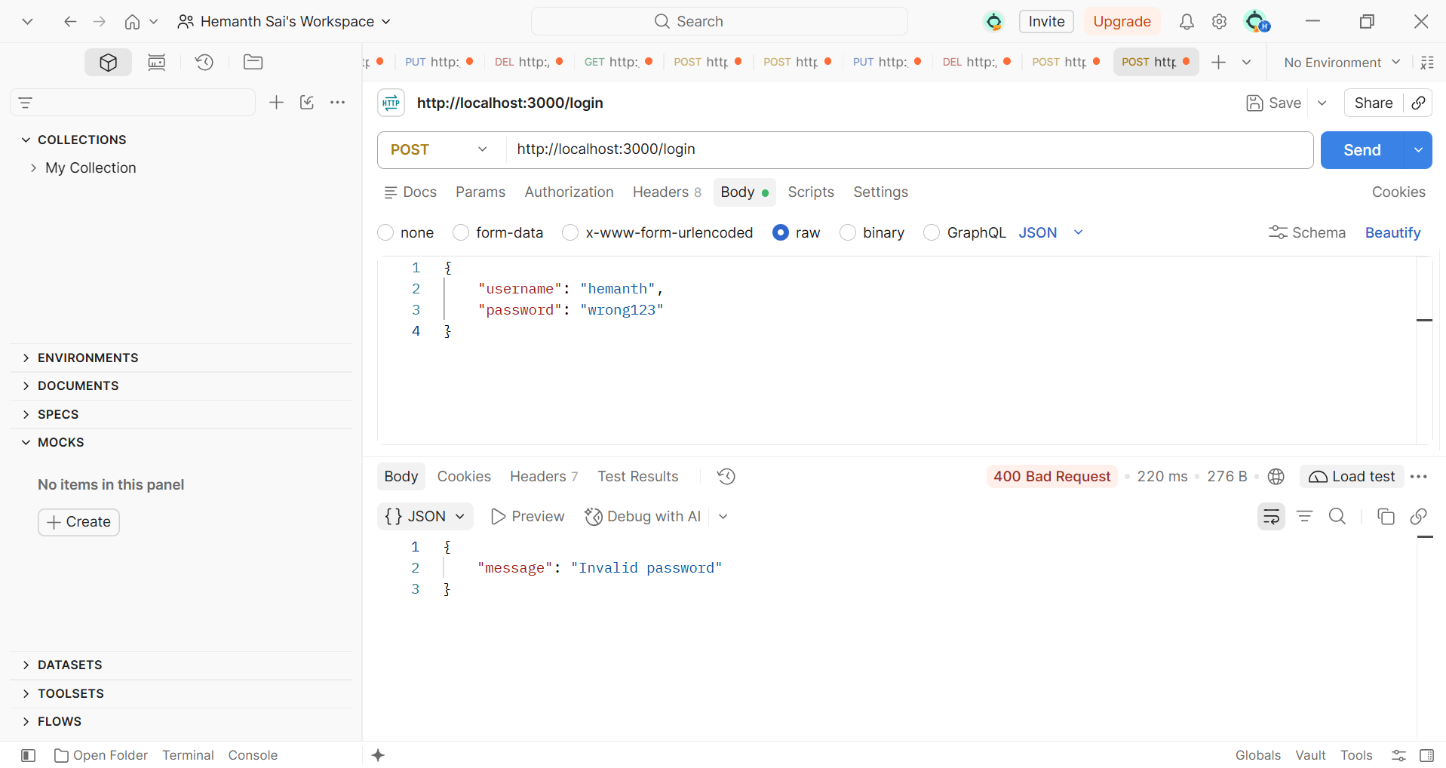 Hemanth Sai's Workspace
Search
Invite
Upgrade
PUT http:
DEL http:
GET http:
POST http
POST http
PUT http:
DEL http:
POST http
POST http
No Environment
COLLECTIONS
My Collection
ENVIRONMENTS
DOCUMENTS
SPECS
MOCKS
No items in this panel
Create
DATASETS
TOOLSETS
FLOWS
HTTP
http://localhost:3000/login
Save
Share
POST
http://localhost:3000/login
Send
Docs
Params
Authorization
Headers 8
Body
Scripts
Settings
Cookies
none
form-data
x-www-form-urlencoded
raw
binary
GraphQL
JSON
Schema
Beautify
1 {
2 "username": "hemanth",
3 "password": "wrong123"
4 }
Body
Cookies
Headers 7
Test Results
400 Bad Request
220 ms
276 B
Load test
{} JSON
Preview
Debug with AI
1 {
2 "message": "Invalid password"
3 }
Open Folder
Terminal
Console
Globals
Vault
Tools